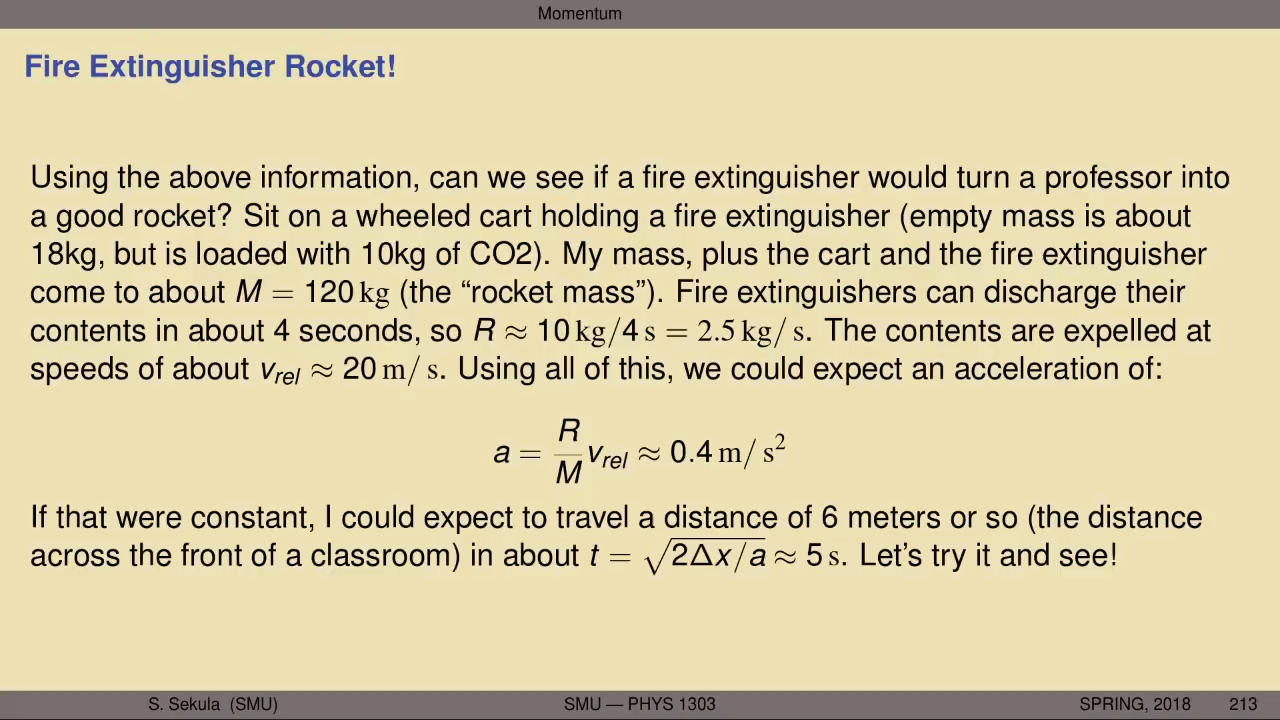 Momentum
Fire Extinguisher Rocket!
Using the above information, can we see if a fire extinguisher would turn a professor into
a good rocket? Sit on a wheeled cart holding a fire extinguisher (empty mass is about
18kg, but is loaded with 10kg of CO2). My mass, plus the cart and the fire extinguisher
come to about M = 120 kg (the “rocket mass”). Fire extinguishers can discharge their
contents in about 4 seconds, so R ≈ 10 kg/4 s = 2.5 kg/ s. The contents are expelled at
speeds of about v_rel ≈ 20 m/ s. Using all of this, we could expect an acceleration of:
a = R/M v_rel ≈ 0.4 m/ s²
If that were constant, I could expect to travel a distance of 6 meters or so (the distance
across the front of a classroom) in about t = √2Δx/a ≈ 5 s. Let’s try it and see!
S. Sekula (SMU) SMU — PHYS 1303 SPRING, 2018 213